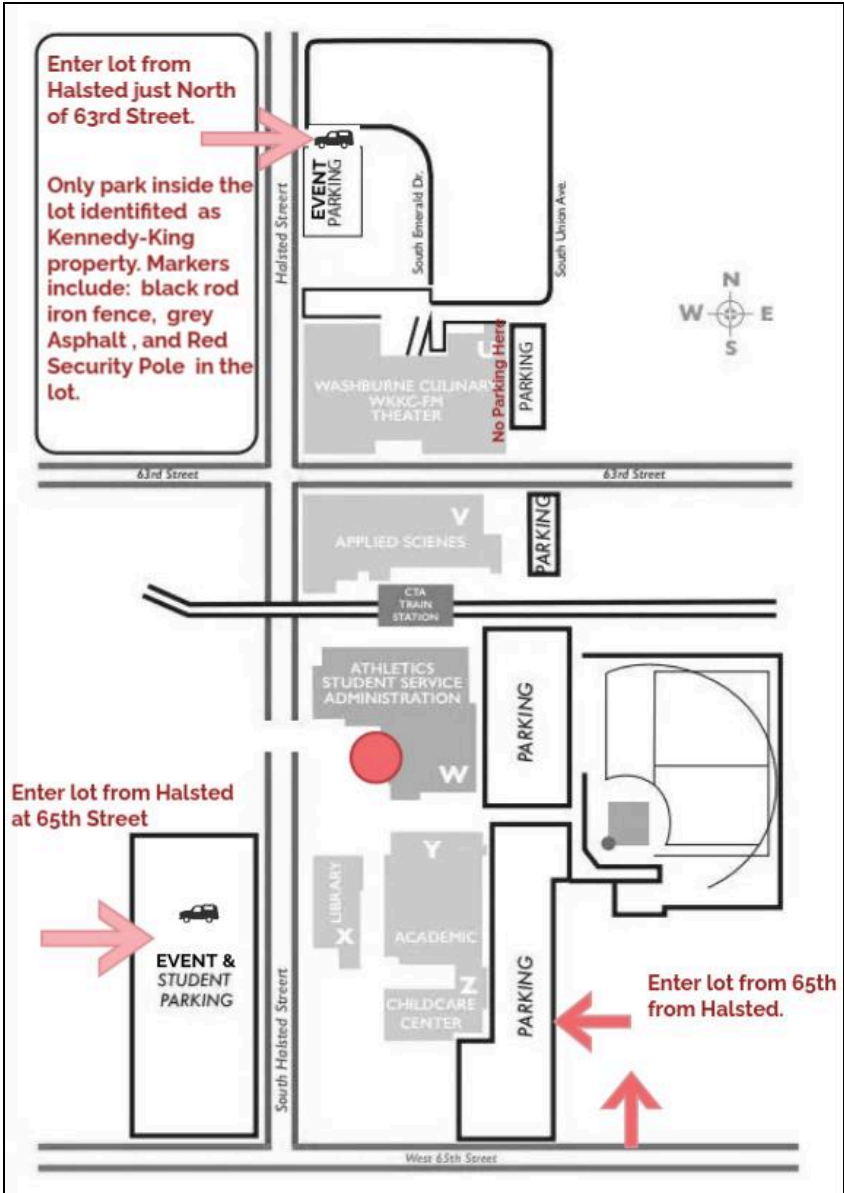 Enter lot from
Halsted just North
of 63rd Street.
Only park inside the
lot identifited as
Kennedy-King
property. Markers
include: black rod
iron fence, grey
Asphalt , and Red
Security Pole in the
lot.
EVENT
PARKING
Halsted Streert
South Emerald Dr.
South Union Ave.
N
W E
S
U
WASHBURNE CULINARY
WKKC-FM
THEATER
No Parking Here
PARKING
63rd Street
63rd Street
V
APPLIED SCIENES
PARKING
CTA
TRAIN
STATION
ATHLETICS
STUDENT SERVICE
ADMINISTRATION
W
PARKING
Enter lot from Halsted
at 65th Street
EVENT &
STUDENT
PARKING
South Halsted Streert
LIBRARY
X
Y
ACADEMIC
Z
CHILDCARE
CENTER
PARKING
Enter lot from 65th
from Halsted.
West 65th Street